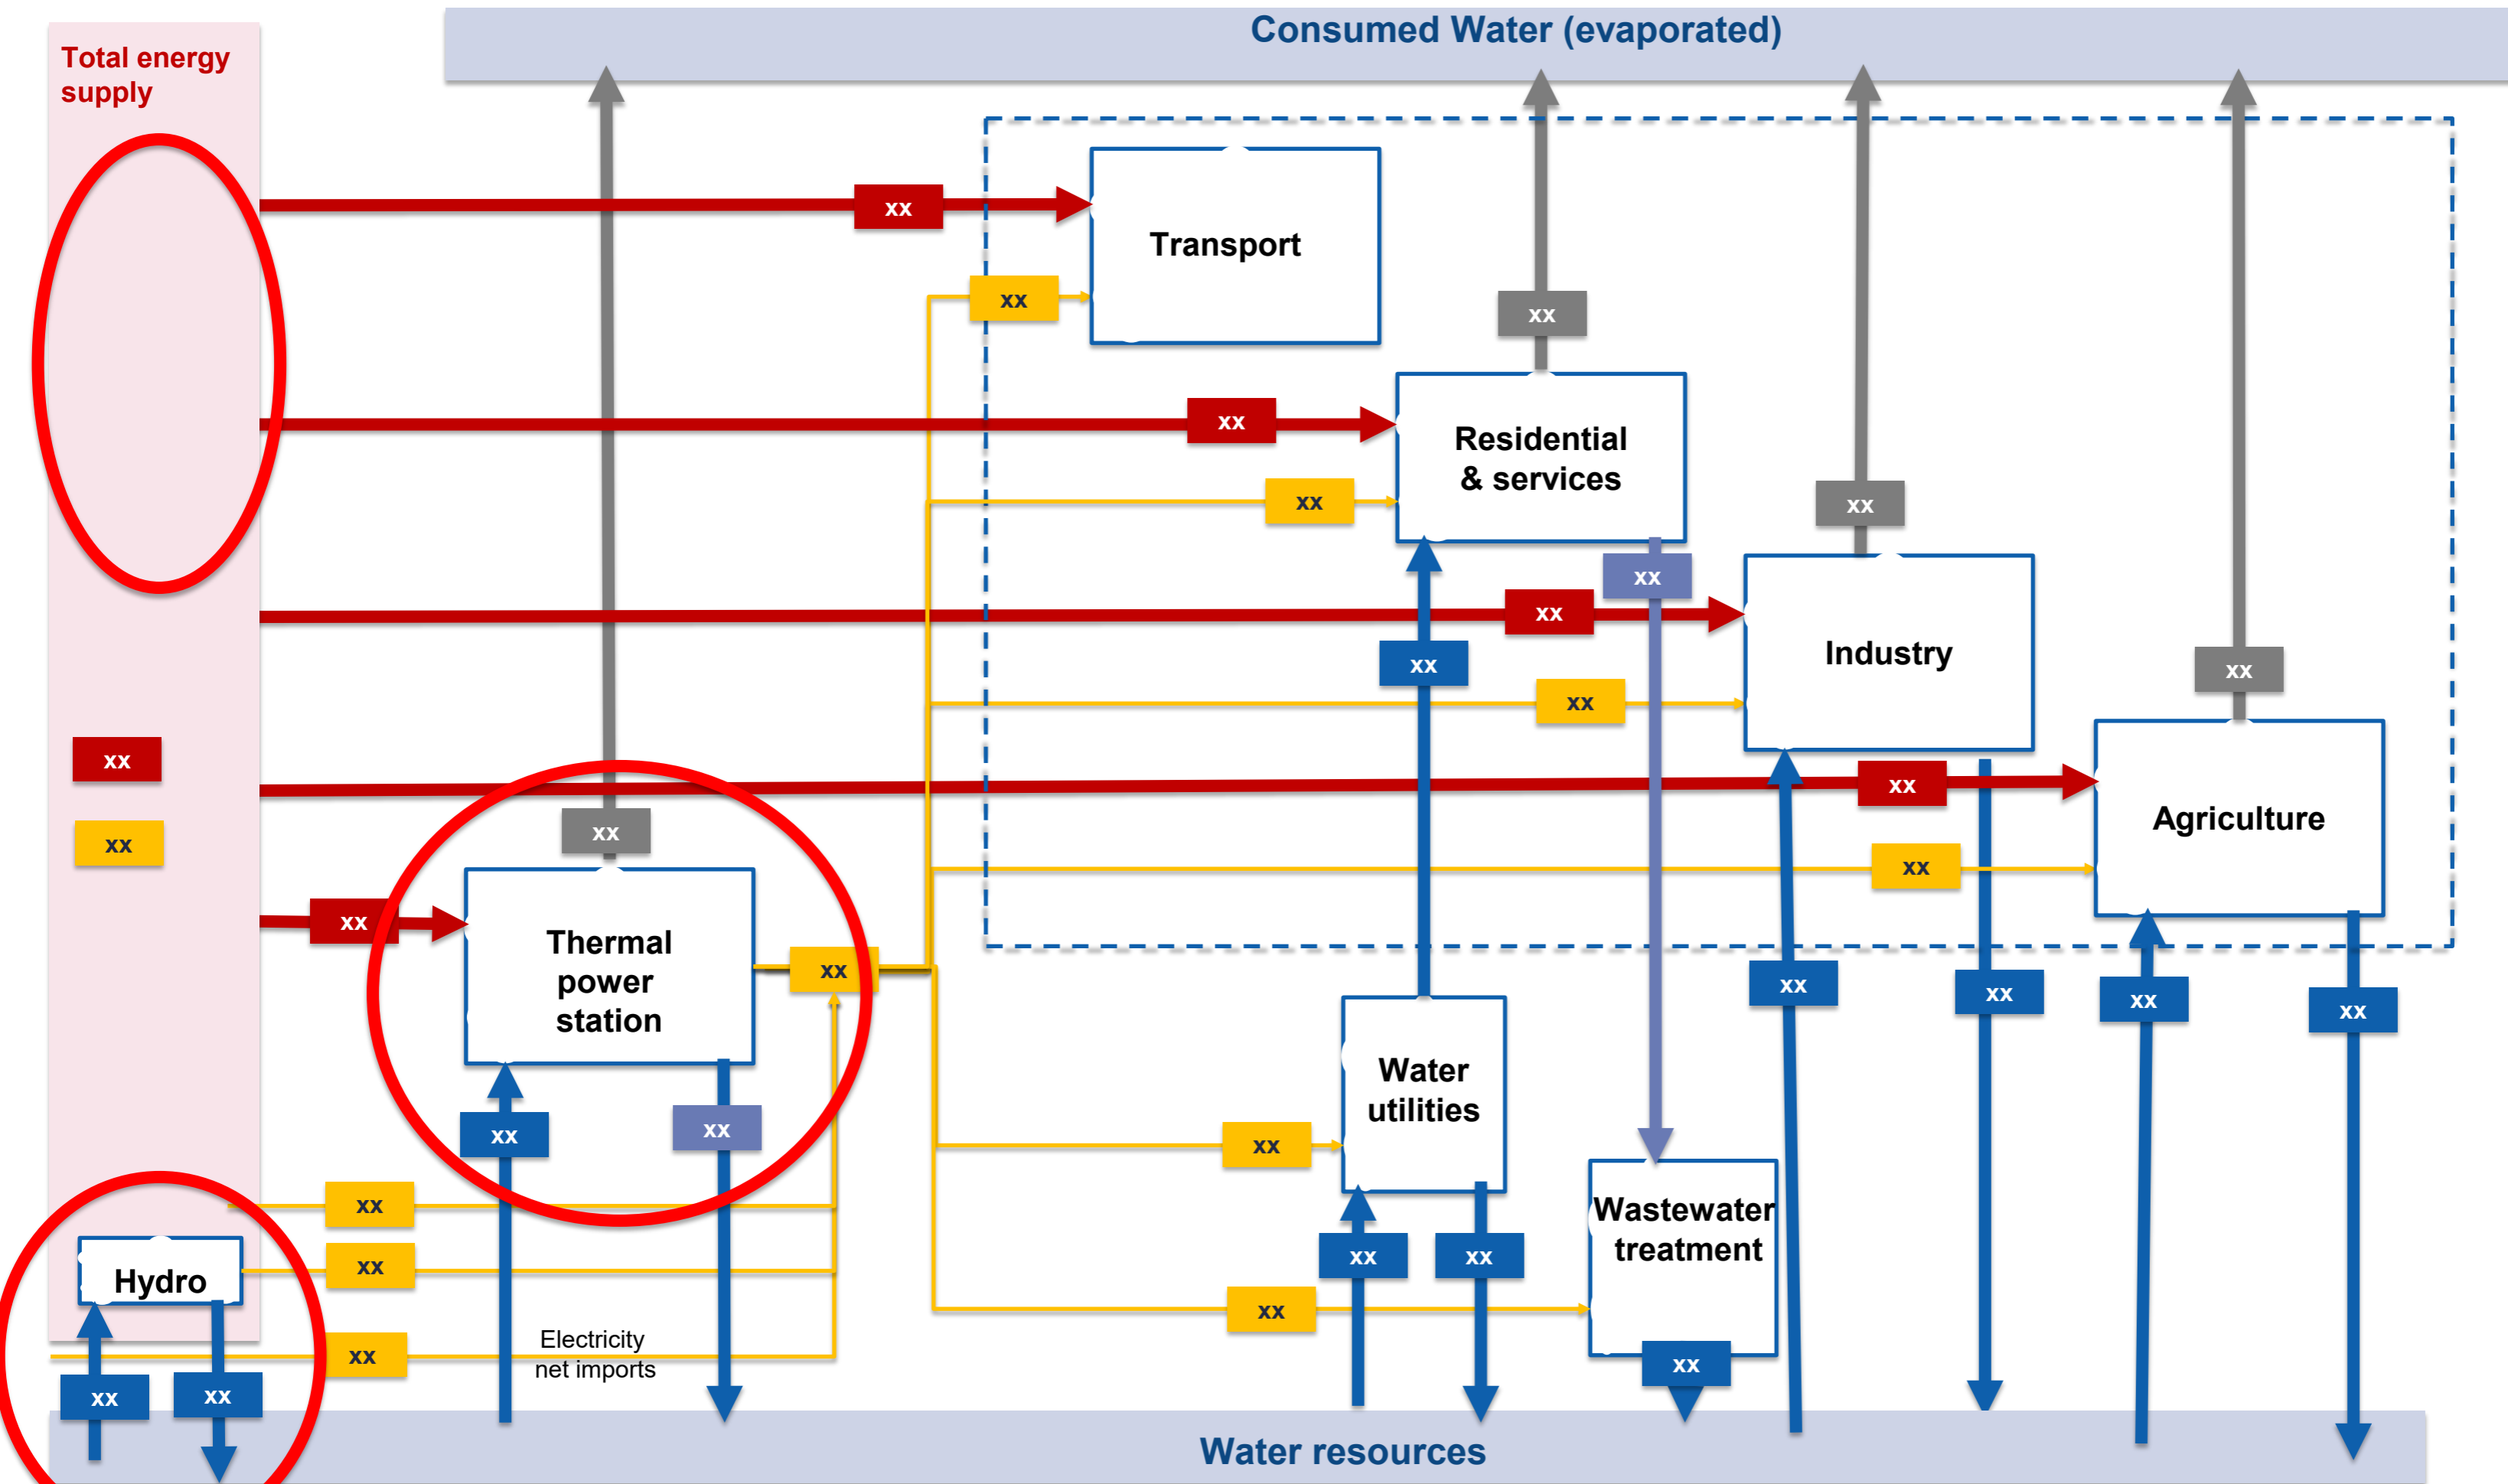 Consumed Water (evaporated)
Total energy
supply
xx
Transport
xx
xx
xx
Residential
& services
xx
xx
xx
xx
Industry
xx
xx
xx
xx
xx
Agriculture
xx
xx
xx
xx
Thermal
power
station
xx
xx
xx
xx
xx
Water
utilities
xx
xx
xx
xx
Wastewater
treatment
xx
xx
xx
Hydro
xx
xx
Electricity
net imports
xx
xx
xx
xx
Water resources